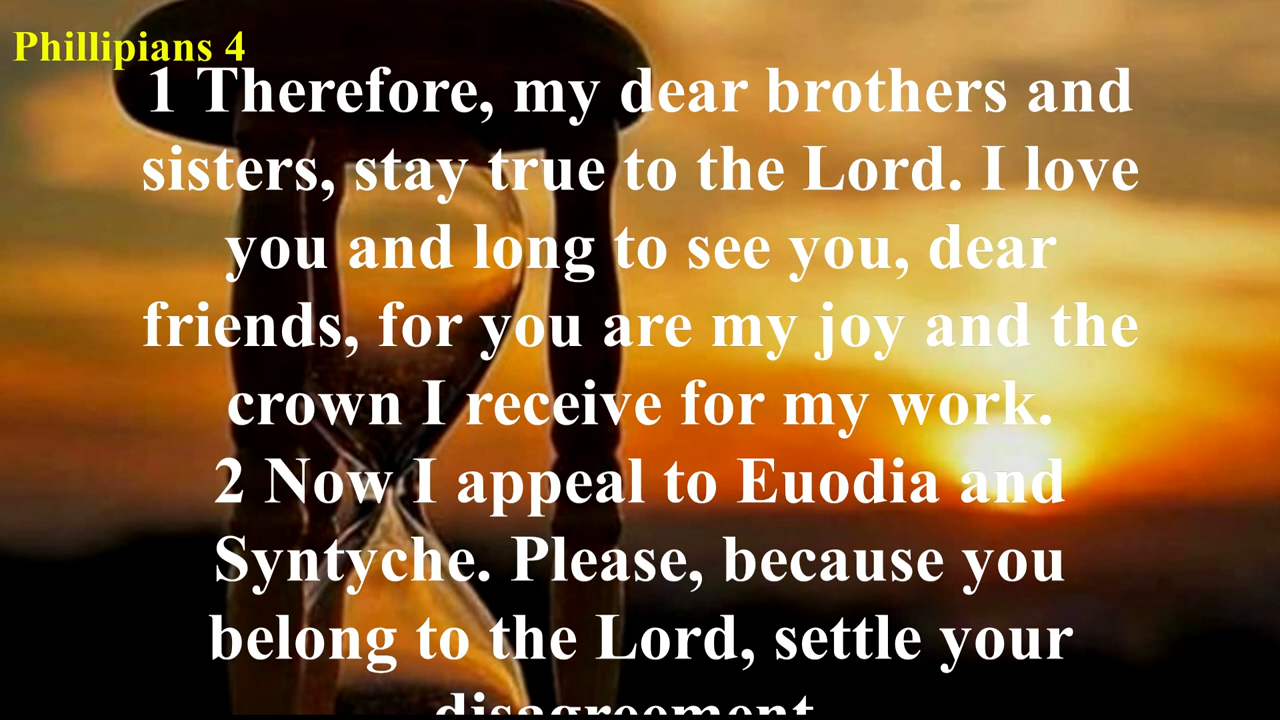 Phillipians 4
1 Therefore, my dear brothers and
sisters, stay true to the Lord. I love
you and long to see you, dear
friends, for you are my joy and the
crown I receive for my work.
2 Now I appeal to Euodia and
Syntyche. Please, because you
belong to the Lord, settle your
disagreement.